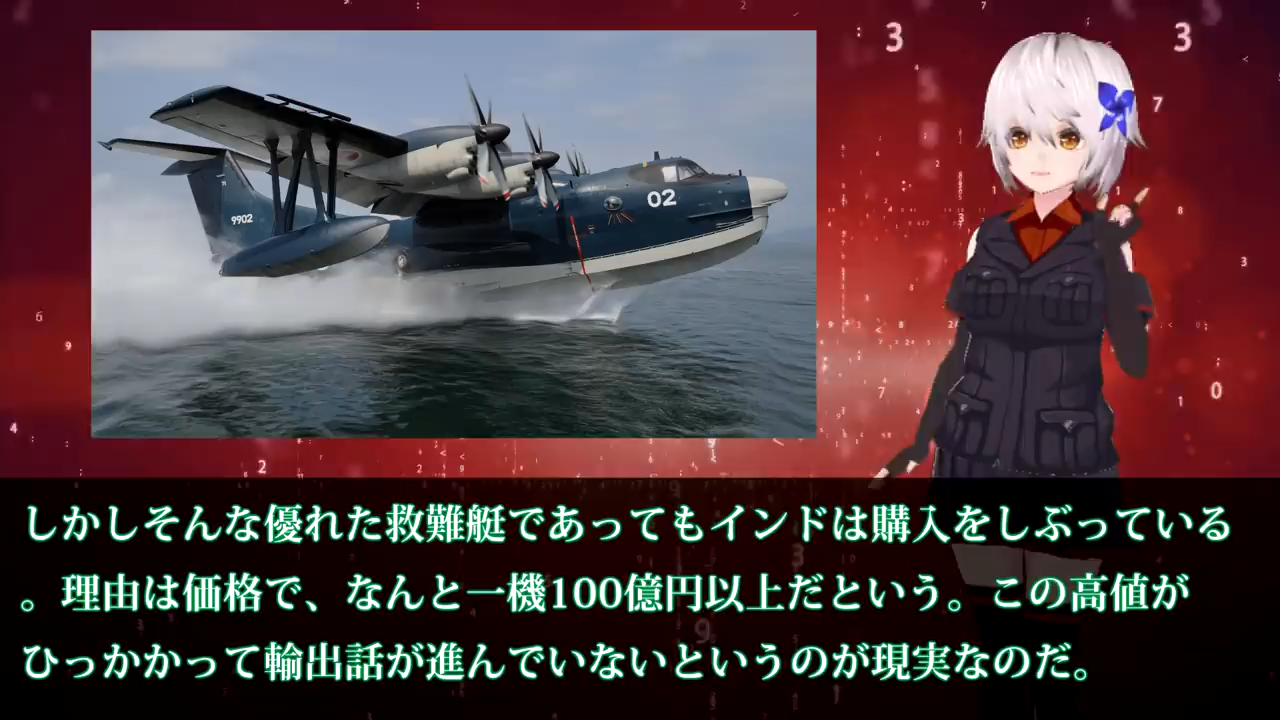 02
9902
しかしそんな優れた救難艇であってもインドは購入をしぶっている
。理由は価格で、なんと一機100億円以上だという。この高値が
ひっかかって輸出話が進んでいないというのが現実なのだ。